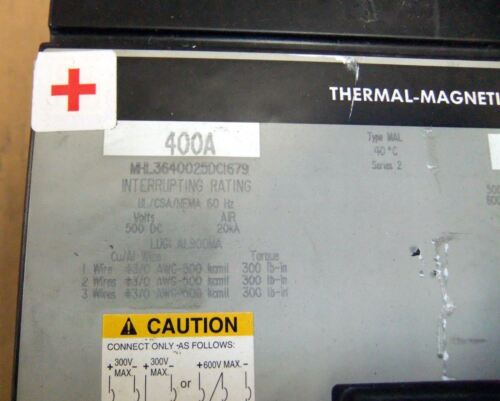 THERMAL-MAGNETI
400A
MHL3640025DC1679
INTERRUPTING RATING
UL/CSA/NEMA 60 Hz
Volts AIR
500 DC 20kA
LUG: AL900MA
Cu/Al Wire Torque
1 Wire #3/0 AWG-500 kcmil 300 lb-in
2 Wires #3/0 AWG-500 kcmil 300 lb-in
3 Wires #3/0 AWG-500 kcmil 300 lb-in
Type MAL
40°C
Series 2
CAUTION
CONNECT ONLY AS FOLLOWS:
+ 300V MAX. - + 300V MAX. - or +600V MAX.-